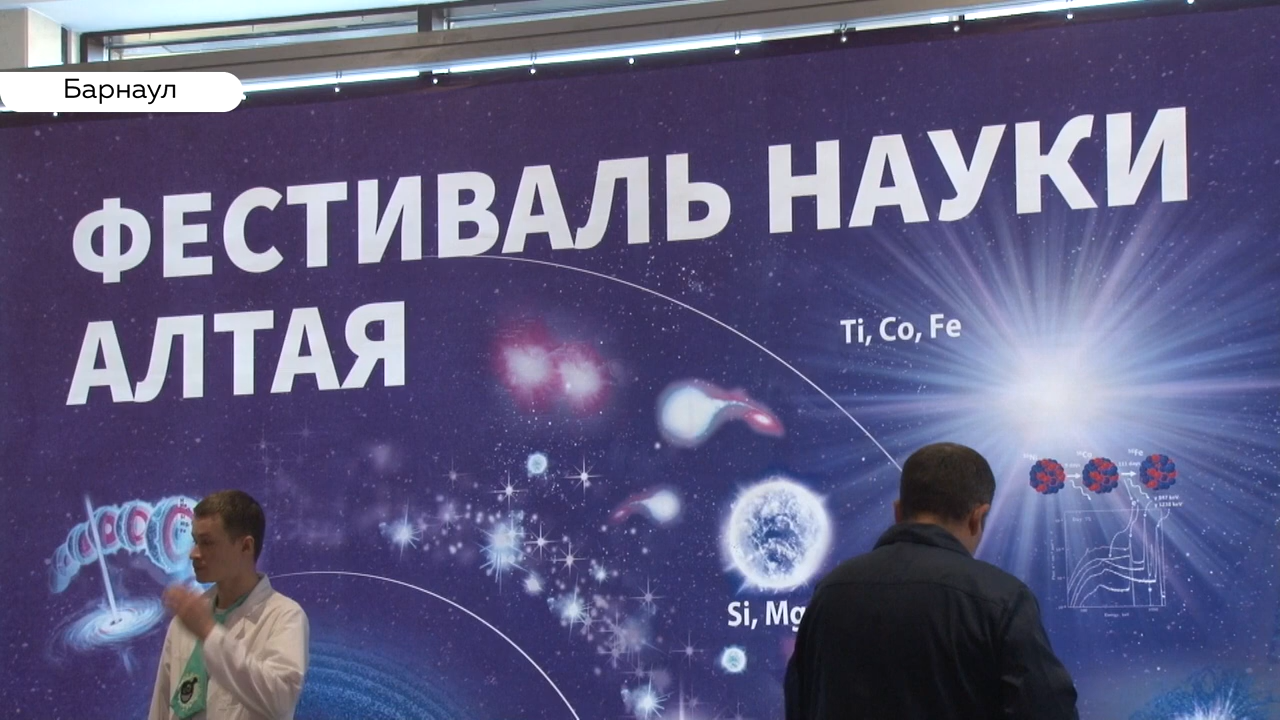 Барнаул
ФЕСТИВАЛЬ НАУКИ
АЛТАЯ
Ti, Co, Fe
Si, Mg